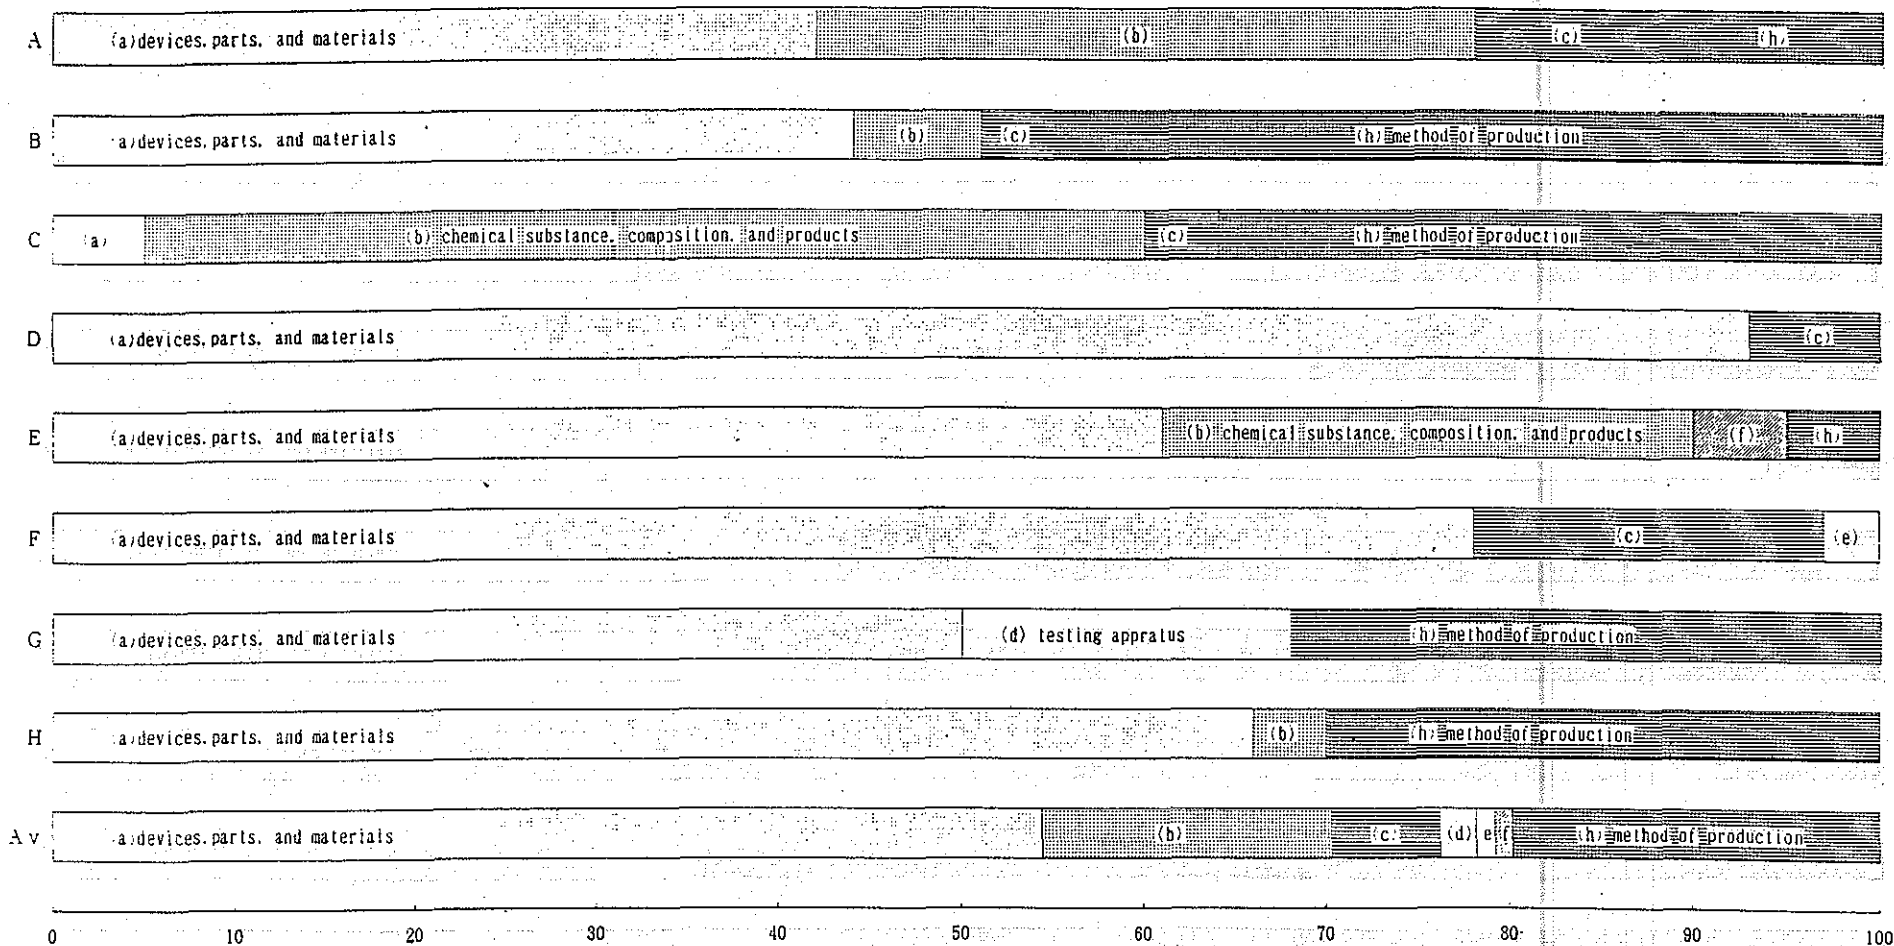 A (a)devices.parts. and materials (b) (c) (h)
B (a)devices.parts. and materials (b) (c) (h) method of production
C (a) (b) chemical substance. composition. and products (c) (h) method of production
D (a)devices.parts. and materials (c)
E (a)devices.parts. and materials (b) chemical substance. composition. and products (f) (h)
F (a)devices.parts. and materials (c) (e)
G (a)devices.parts. and materials (d) testing appratus (h) method of production
H (a)devices.parts. and materials (b) (h) method of production
Av (a)devices.parts. and materials (b) (c) (d) e f (h) method of production
0 10 20 30 40 50 60 70 80 90 100